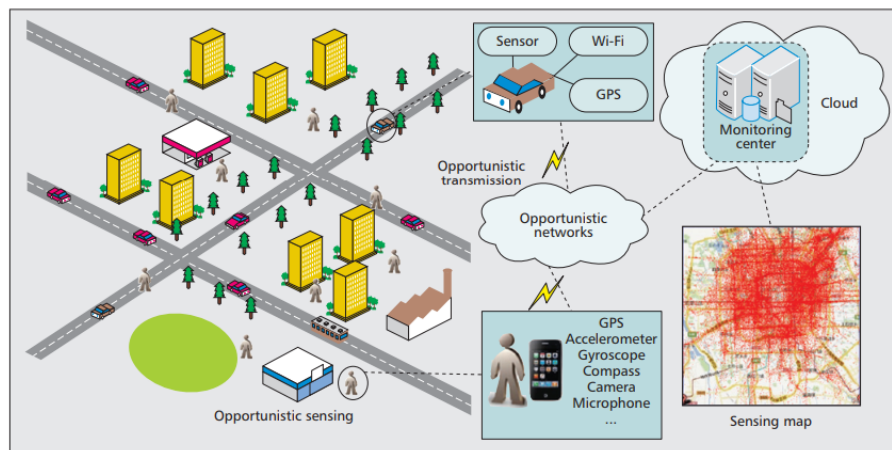 Sensor
Wi-Fi
GPS
Cloud
Monitoring
center
Opportunistic
transmission
Opportunistic
networks
GPS
Accelerometer
Gyroscope
Compass
Camera
Microphone
...
Opportunistic sensing
Sensing map